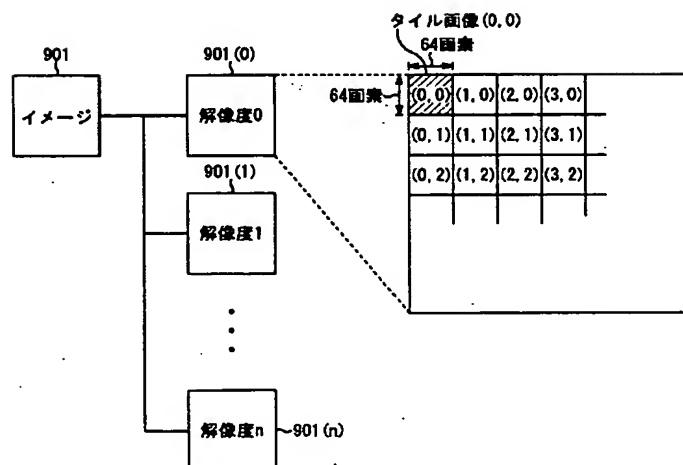 タイル画像(0,0)
64画素
901
901(0)
イメージ
解像度0
64画素
(0,0) (1,0) (2,0) (3,0)
(0,1) (1,1) (2,1) (3,1)
(0,2) (1,2) (2,2) (3,2)
901(1)
解像度1
解像度n
901(n)